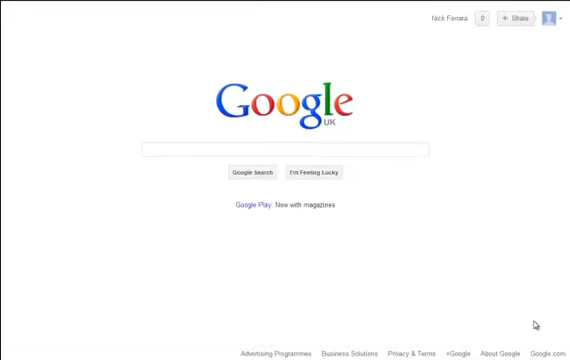 Nick Ferrara 0 + Share
Google
UK
Google Search I'm Feeling Lucky
Google Play: Now with magazines
Advertising Programmes Business Solutions Privacy & Terms +Google About Google Google.com